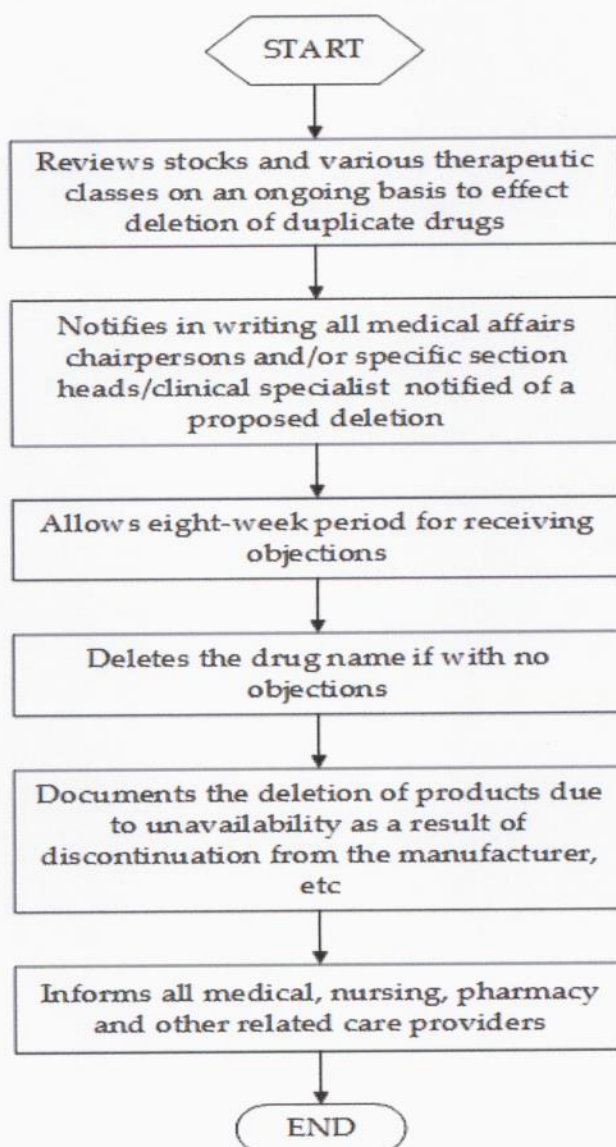 START
Reviews stocks and various therapeutic
classes on an ongoing basis to effect
deletion of duplicate drugs
Notifies in writing all medical affairs
chairpersons and/or specific section
heads/clinical specialist notified of a
proposed deletion
Allows eight-week period for receiving
objections
Deletes the drug name if with no
objections
Documents the deletion of products due
to unavailability as a result of
discontinuation from the manufacturer,
etc
Informs all medical, nursing, pharmacy
and other related care providers
END